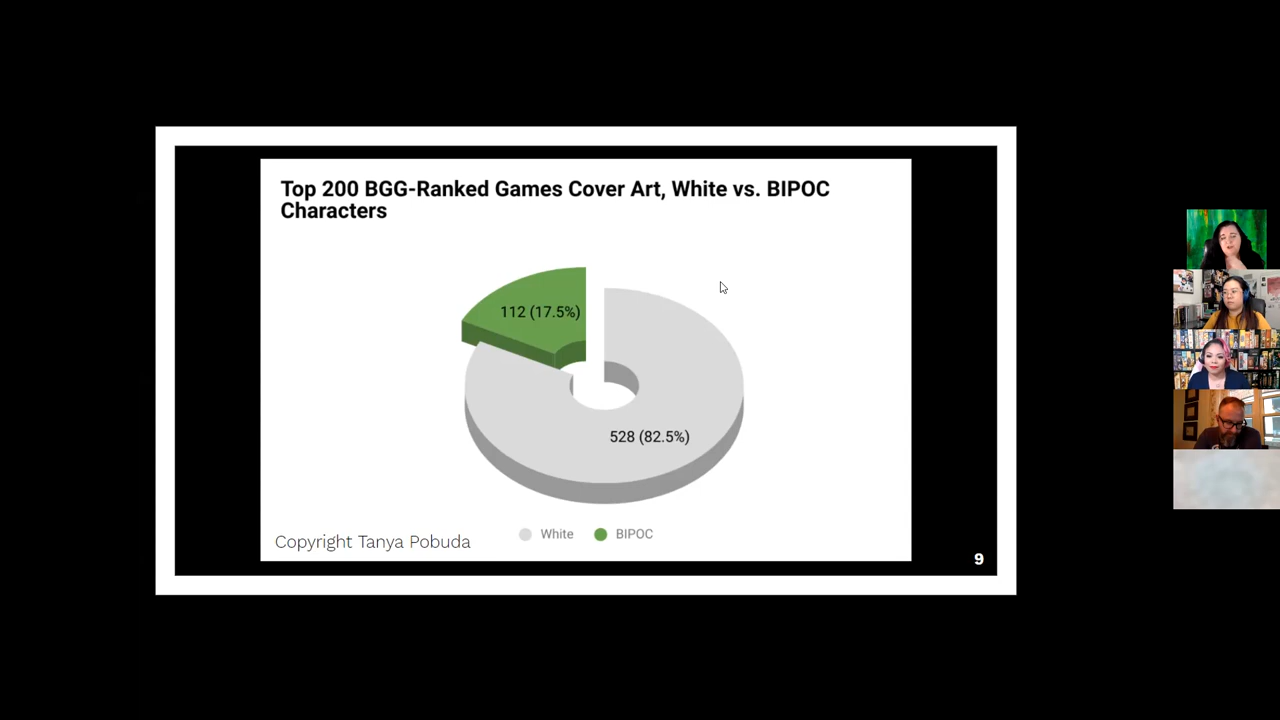 Top 200 BGG-Ranked Games Cover Art, White vs. BIPOC
Characters
112 (17.5%)
528 (82.5%)
White
BIPOC
Copyright Tanya Pobuda
9